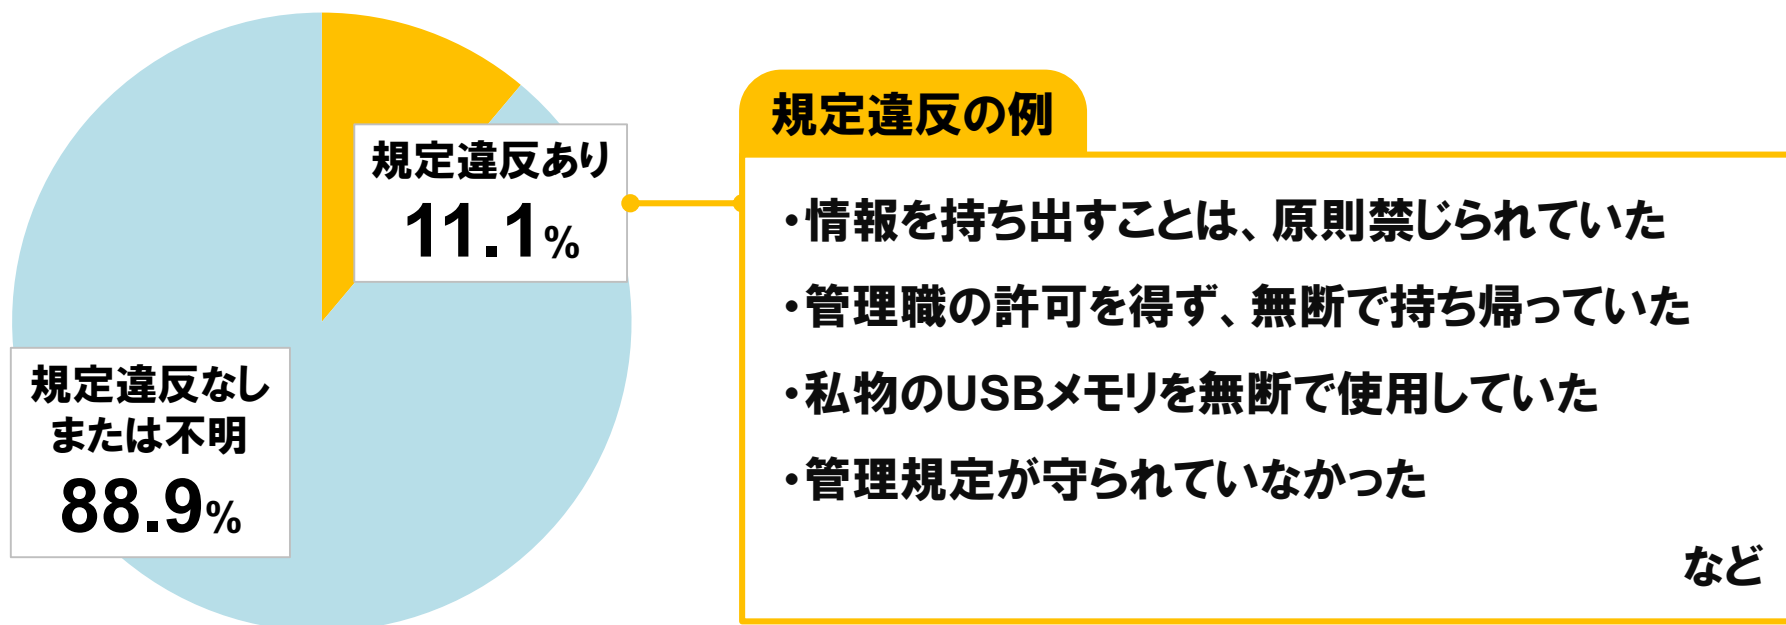 規定違反あり
11.1%
規定違反なし
または不明
88.9%
規定違反の例
・情報を持ち出すことは、原則禁じられていた
・管理職の許可を得ず、無断で持ち帰っていた
・私物のUSBメモリを無断で使用していた
・管理規定が守られていなかった
など